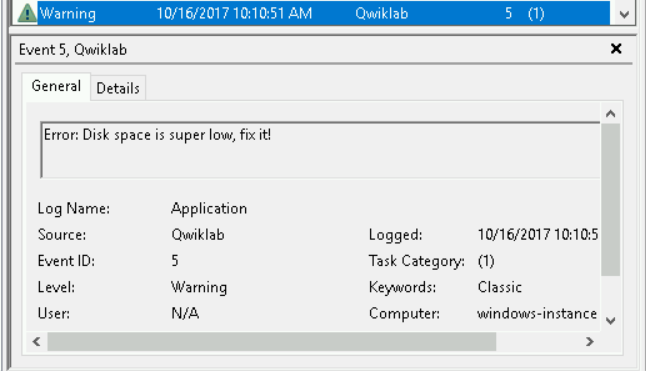 Warning 10/16/2017 10:10:51 AM Qwiklab 5 (1)
Event 5, Qwiklab
General Details
Error: Disk space is super low, fix it!
Log Name: Application
Source: Qwiklab Logged: 10/16/2017 10:10:5
Event ID: 5 Task Category: (1)
Level: Warning Keywords: Classic
User: N/A Computer: windows-instance